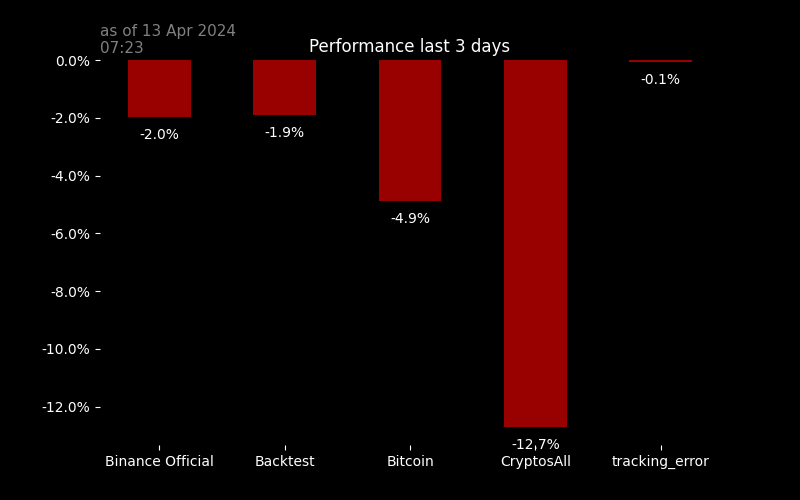 as of 13 Apr 2024
07:23
Performance last 3 days
0.0%
-2.0%
-4.0%
-6.0%
-8.0%
-10.0%
-12.0%
-2.0%
-1.9%
-4.9%
-12.7%
-0.1%
Binance Official
Backtest
Bitcoin
CryptosAll
tracking_error